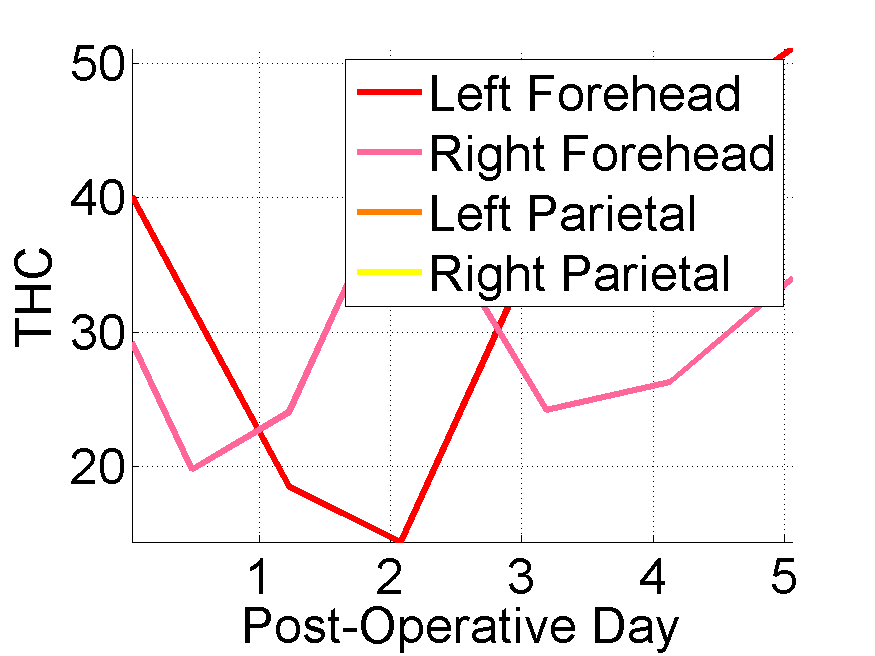 50
40
30
20
THC
Left Forehead
Right Forehead
Left Parietal
Right Parietal
1 2 3 4 5
Post-Operative Day